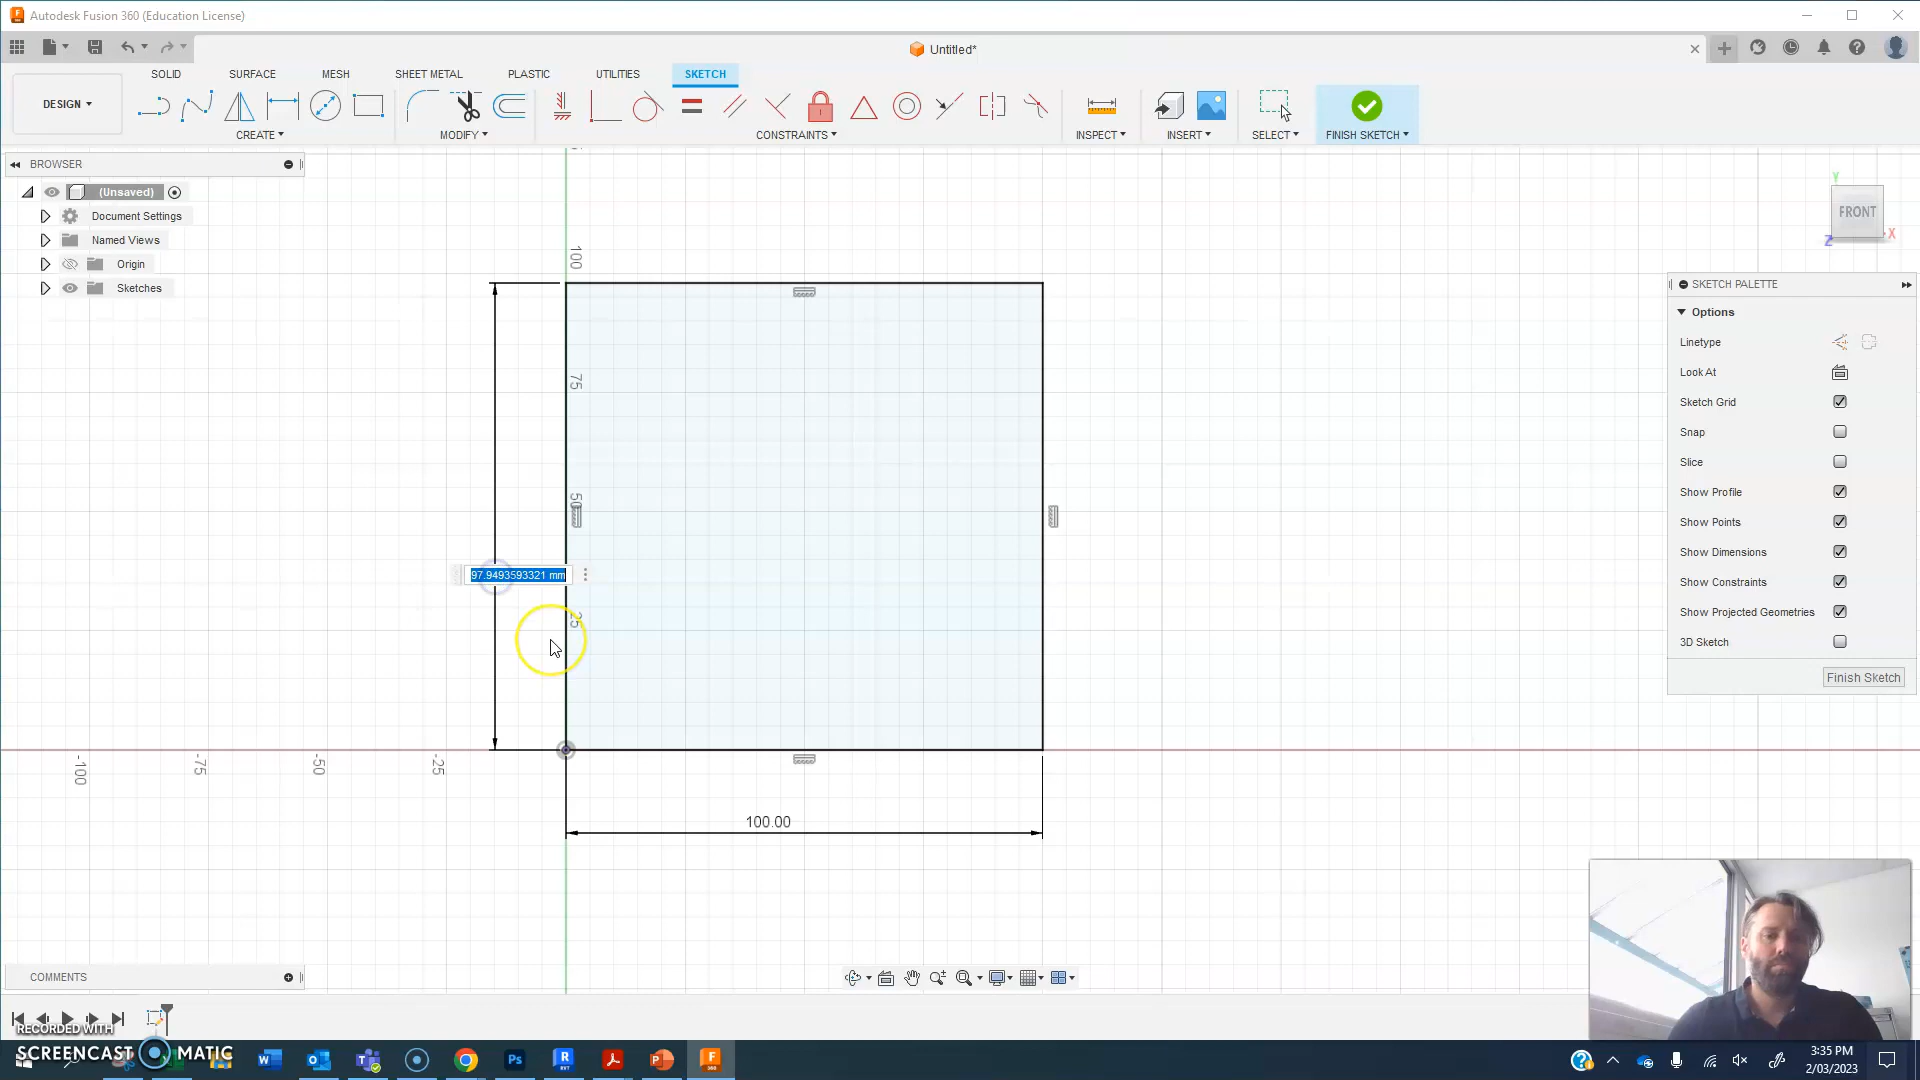 Autodesk Fusion 360 (Education License)
Untitled*
SOLID SURFACE MESH SHEET METAL PLASTIC UTILITIES SKETCH
DESIGN
CREATE MODIFY CONSTRAINTS INSPECT INSERT SELECT FINISH SKETCH
BROWSER
(Unsaved)
Document Settings
Named Views
Origin
Sketches
Y
FRONT
X
Z
SKETCH PALETTE
Options
Linetype
Look At
Sketch Grid
Snap
Slice
Show Profile
Show Points
Show Dimensions
Show Constraints
Show Projected Geometries
3D Sketch
Finish Sketch
100
75
50
25
97.9493593321 mm
-100
-75
-50
-25
100.00
COMMENTS
RECORDED WITH
SCREENCAST MATIC
3:35 PM
2/03/2023